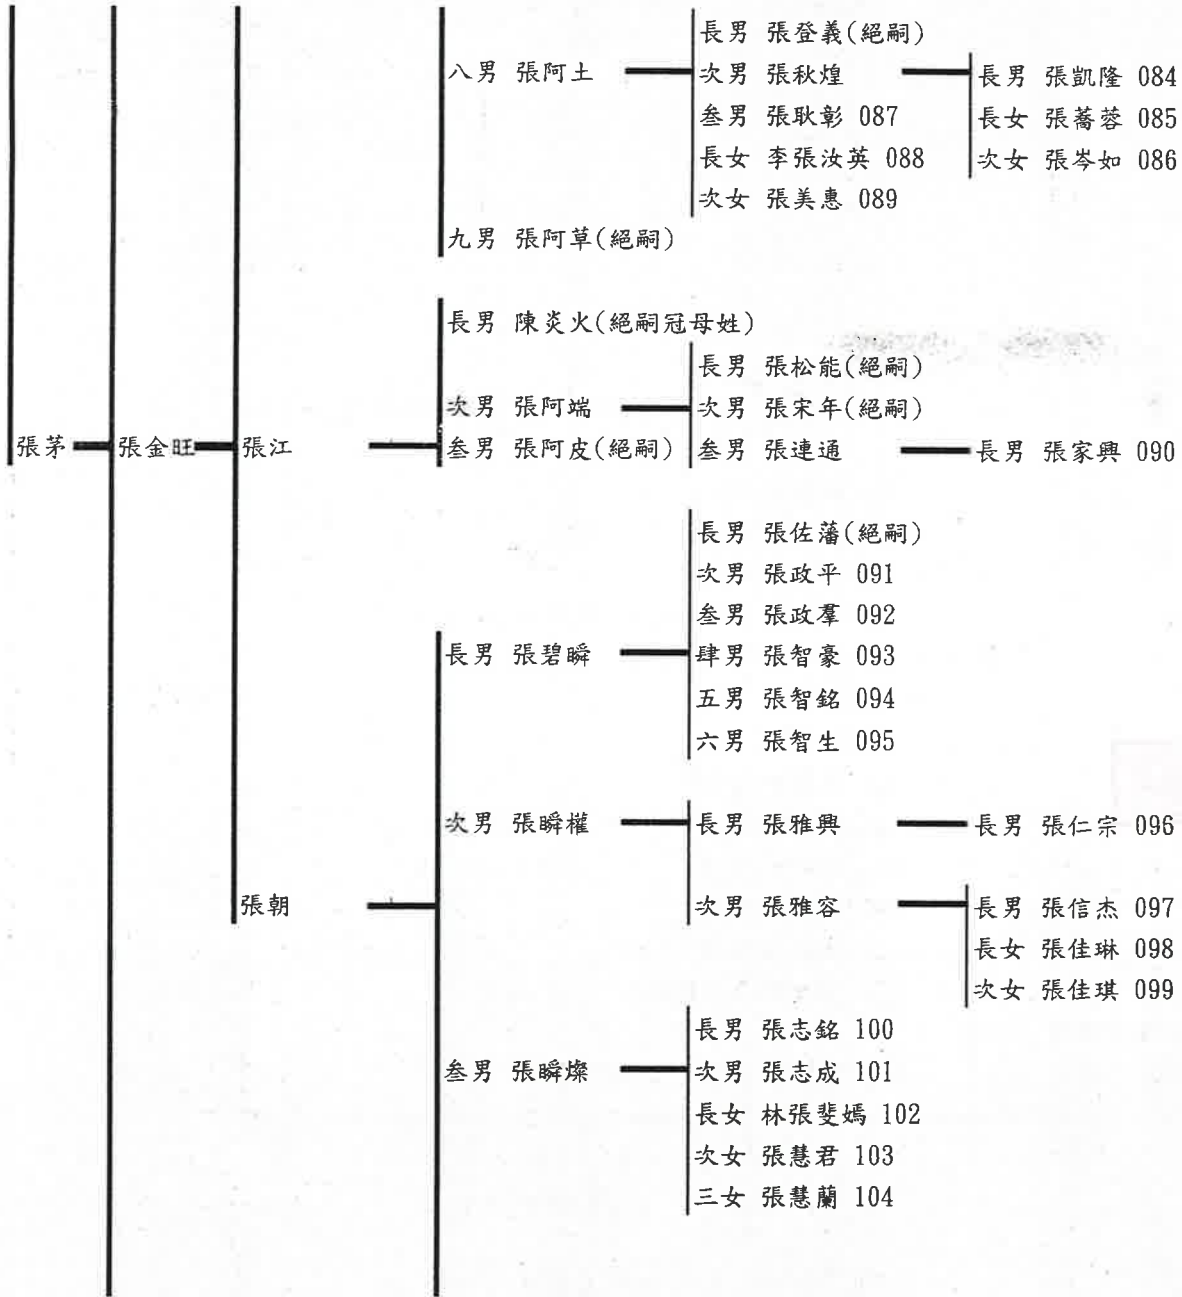 長男 張登義(絕嗣)
八男 張阿土 次男 張秋煌 長男 張凱隆 084
叁男 張耿彰 087 長女 張蕎蓉 085
長女 李張汝英 088 次女 張岑如 086
次女 張美惠 089
九男 張阿草(絕嗣)
長男 陳炎火(絕嗣冠母姓)
長男 張松能(絕嗣)
次男 張阿端 次男 張宋年(絕嗣)
張茅 張金旺 張江 叁男 張阿皮(絕嗣) 叁男 張連通 長男 張家興 090
長男 張佐藩(絕嗣)
次男 張政平 091
叁男 張政羣 092
長男 張碧瞬 肆男 張智豪 093
五男 張智銘 094
六男 張智生 095
次男 張瞬權 長男 張雅興 長男 張仁宗 096
張朝 次男 張雅容 長男 張信杰 097
長女 張佳琳 098
次女 張佳琪 099
長男 張志銘 100
叁男 張瞬燦 次男 張志成 101
長女 林張斐嫣 102
次女 張慧君 103
三女 張慧蘭 104